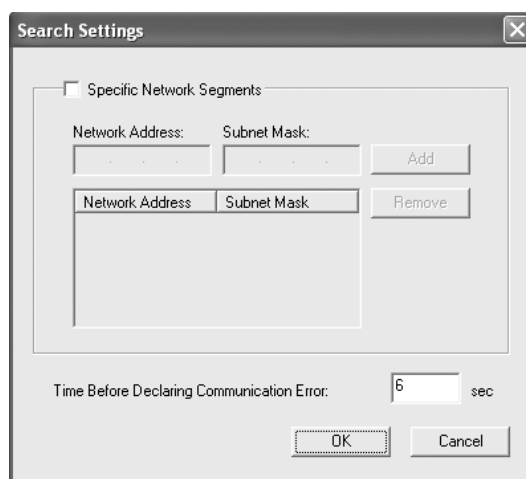 Search Settings
Specific Network Segments
Network Address: Subnet Mask:
Add
Network Address Subnet Mask
Remove
Time Before Declaring Communication Error: 6 sec
OK Cancel